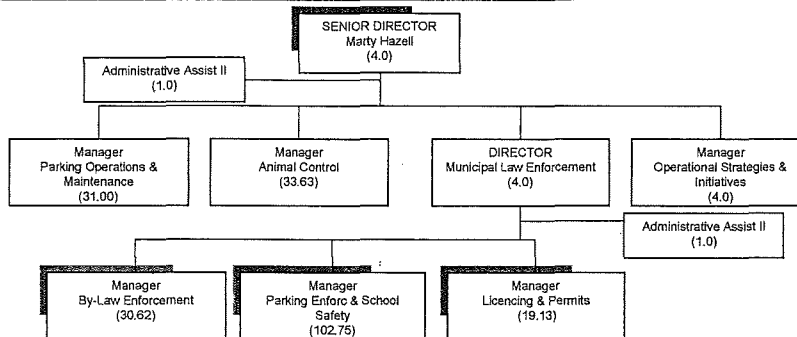 SENIOR DIRECTOR
Marty Hazell
(4.0)
Administrative Assist II
(1.0)
Manager
Parking Operations &
Maintenance
(31.00)
Manager
Animal Control
(33.63)
DIRECTOR
Municipal Law Enforcement
(4.0)
Manager
Operational Strategies &
Initiatives
(4.0)
Administrative Assist II
(1.0)
Manager
By-Law Enforcement
(30.62)
Manager
Parking Enforc & School
Safety
(102.75)
Manager
Licencing & Permits
(19.13)